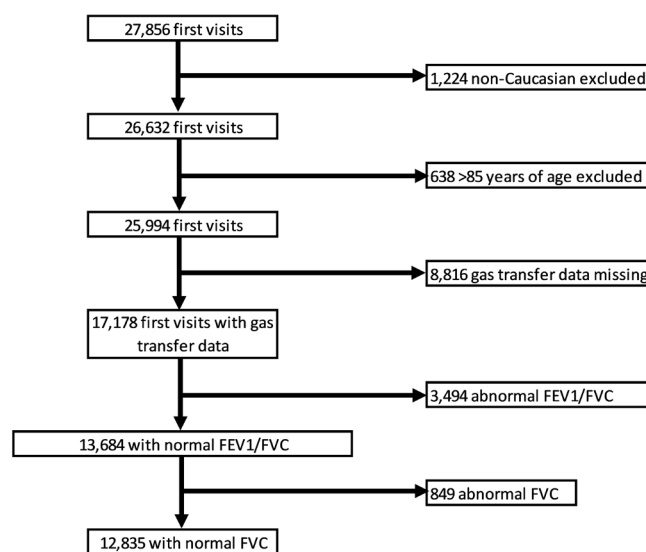 27,856 first visits
1,224 non-Caucasian excluded
26,632 first visits
638 >85 years of age excluded
25,994 first visits
8,816 gas transfer data missing
17,178 first visits with gas
transfer data
3,494 abnormal FEV1/FVC
13,684 with normal FEV1/FVC
849 abnormal FVC
12,835 with normal FVC